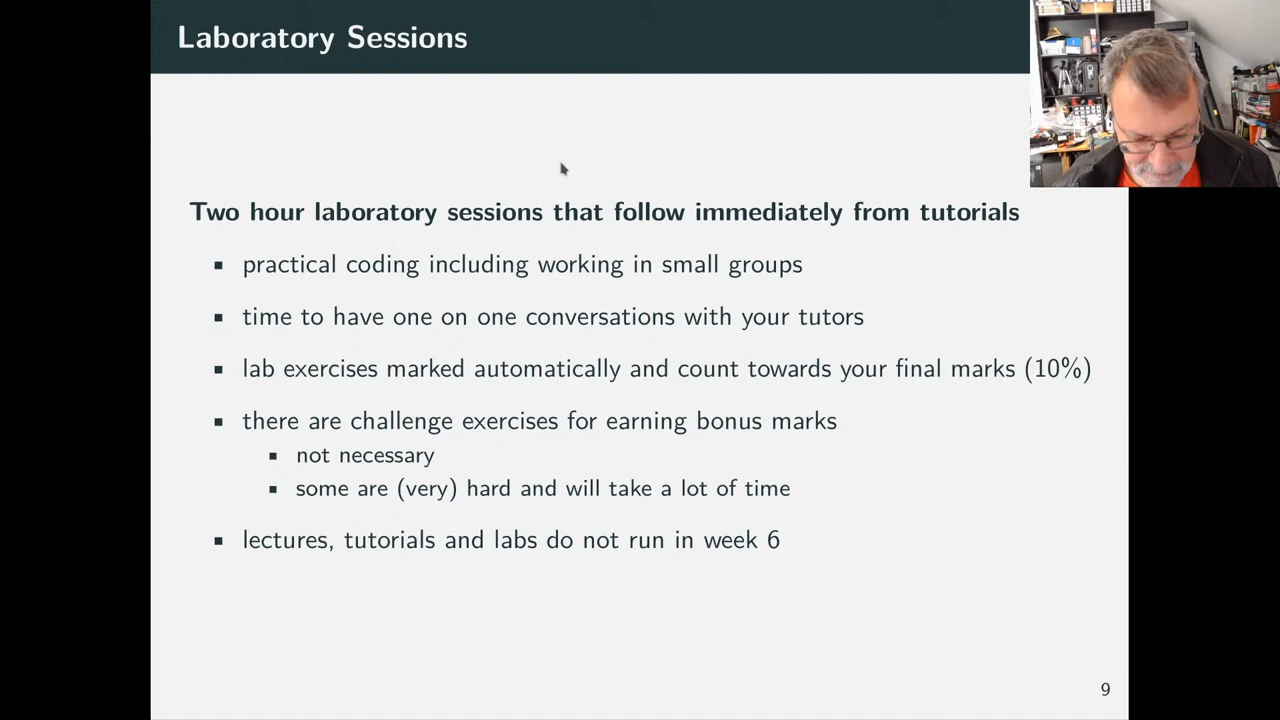 Laboratory Sessions
Two hour laboratory sessions that follow immediately from tutorials
practical coding including working in small groups
time to have one on one conversations with your tutors
lab exercises marked automatically and count towards your final marks (10%)
there are challenge exercises for earning bonus marks
not necessary
some are (very) hard and will take a lot of time
lectures, tutorials and labs do not run in week 6
9